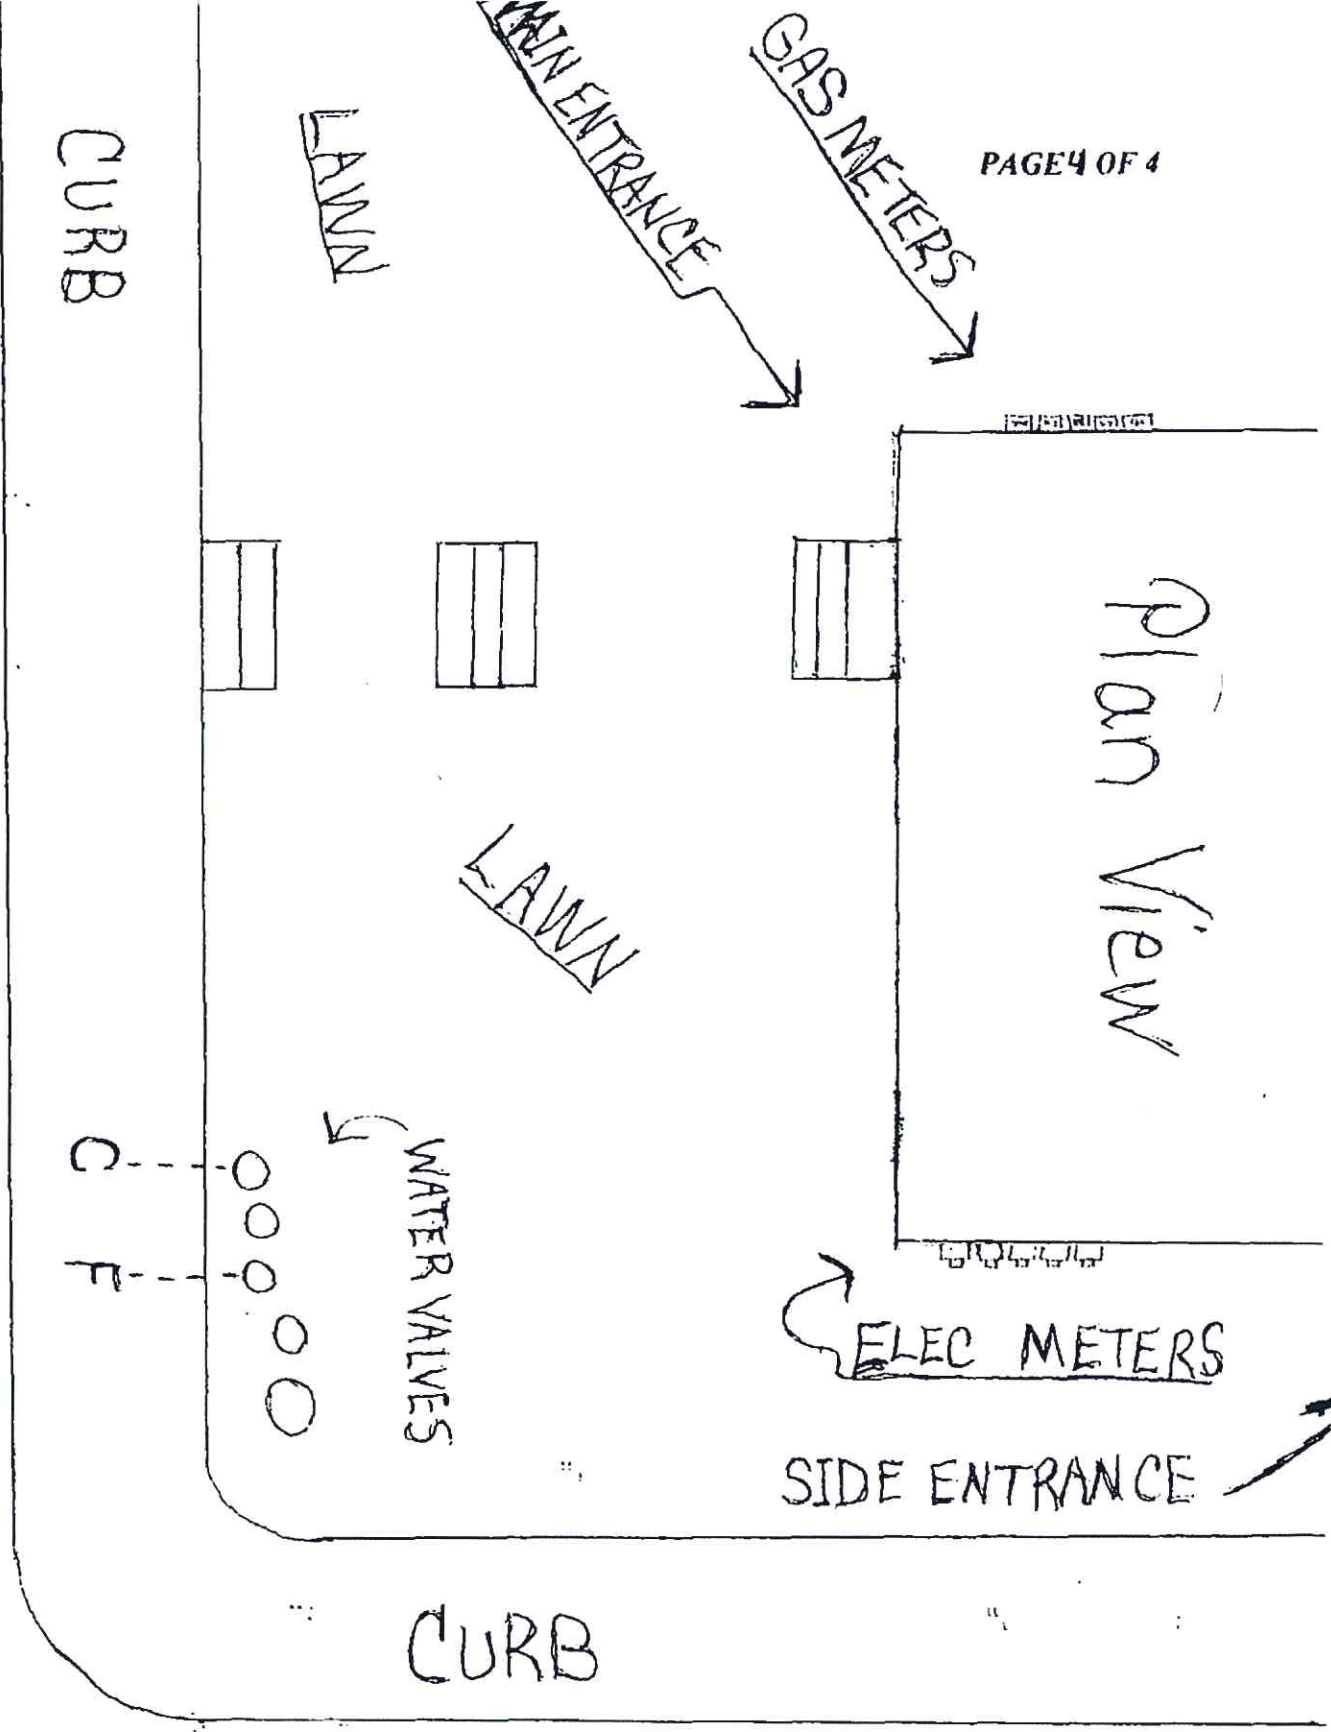 PAGE 4 OF 4
GAS METERS
MIN ENTRANCE
LAWN
CURB
Plan View
LAWN
WATER VALVES
C
F
ELEC METERS
SIDE ENTRANCE
CURB